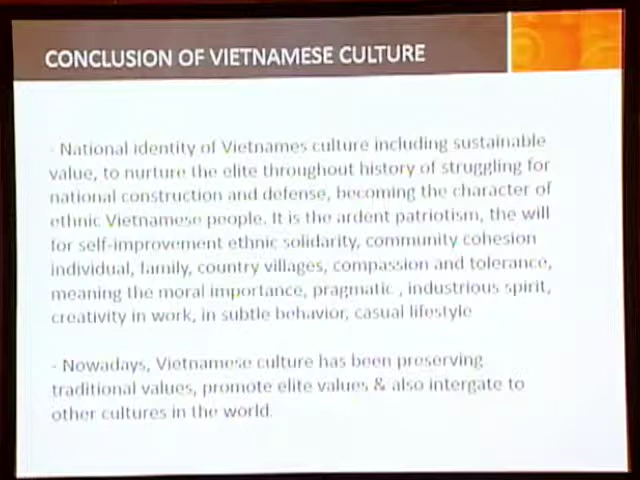 CONCLUSION OF VIETNAMESE CULTURE
- National identity of Vietnames culture including sustainable
value, to nurture the elite throughout history of struggling for
national construction and defense, becoming the character of
ethnic Vietnamese people. It is the ardent patriotism, the will
for self-improvement ethnic solidarity, community cohesion
individual, family, country villages, compassion and tolerance,
meaning the moral importance, pragmatic , industrious spirit,
creativity in work, in subtle behavior, casual lifestyle
- Nowadays, Vietnamese culture has been preserving
traditional values, promote elite values & also intergate to
other cultures in the world.